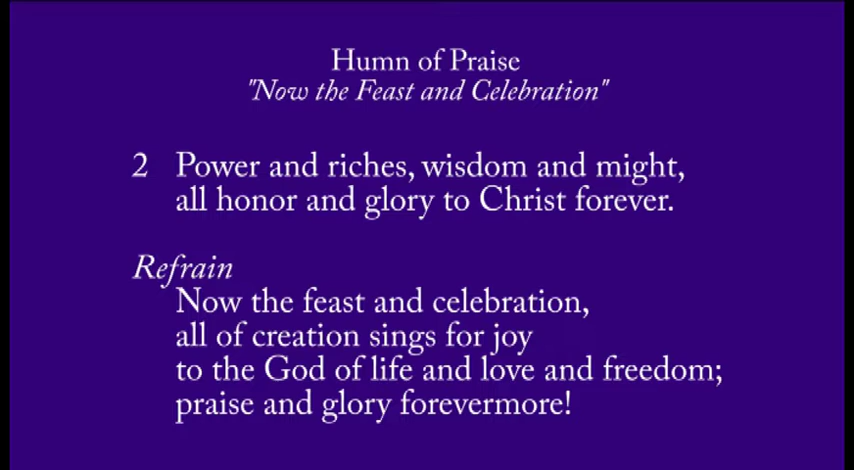 Humn of Praise
"Now the Feast and Celebration"
2 Power and riches, wisdom and might,
all honor and glory to Christ forever.
Refrain
Now the feast and celebration,
all of creation sings for joy
to the God of life and love and freedom;
praise and glory forevermore!